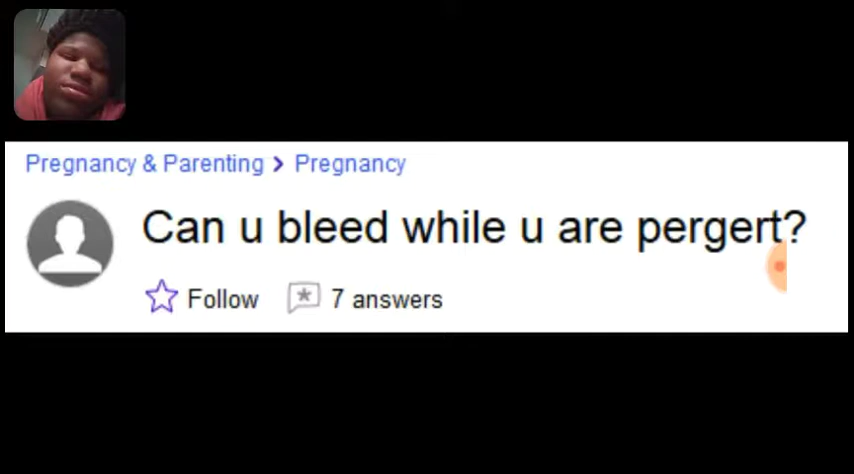 Pregnancy & Parenting > Pregnancy
Can u bleed while u are pergert?
Follow 7 answers